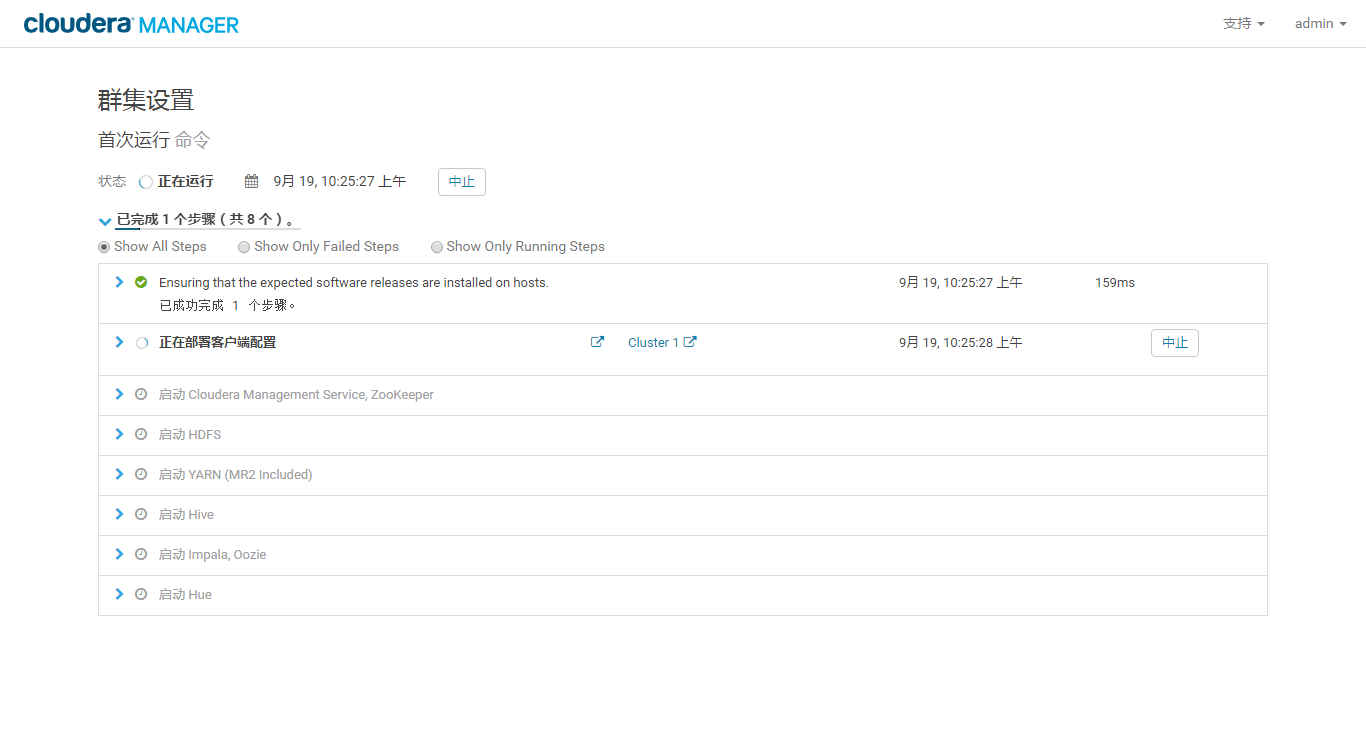 cloudera MANAGER
支持 admin
群集设置
首次运行 命令
状态 正在运行 9月 19, 10:25:27 上午 中止
已完成 1 个步骤（共 8 个）。
Show All Steps Show Only Failed Steps Show Only Running Steps
Ensuring that the expected software releases are installed on hosts. 9月 19, 10:25:27 上午 159ms
已成功完成 1 个步骤。
正在部署客户端配置 Cluster 1 9月 19, 10:25:28 上午 中止
启动 Cloudera Management Service, ZooKeeper
启动 HDFS
启动 YARN (MR2 Included)
启动 Hive
启动 Impala, Oozie
启动 Hue